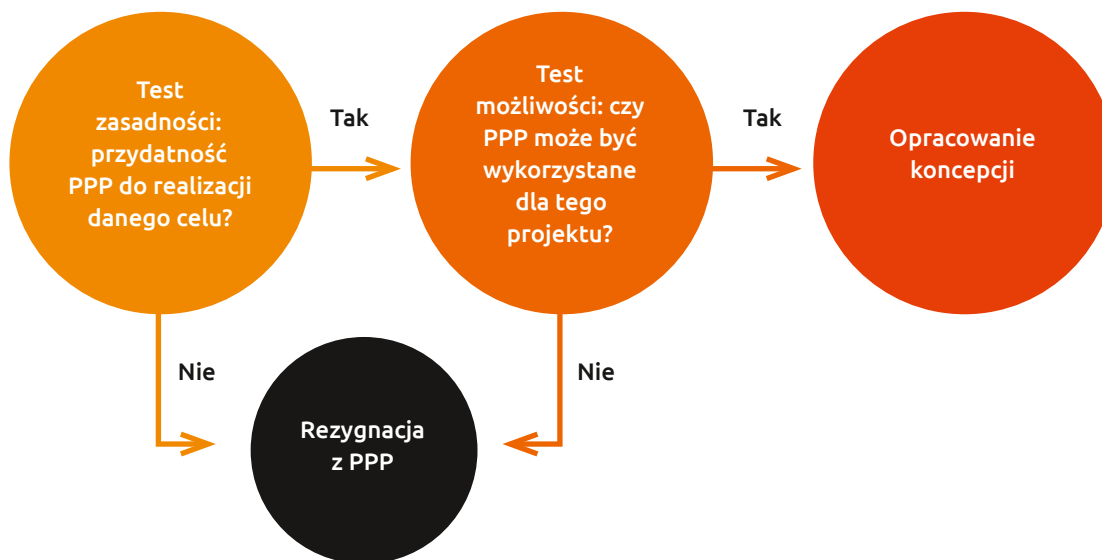 Test
zasadności:
przydatność
PPP do realizacji
danego celu?
Tak
Test
możliwości: czy
PPP może być
wykorzystane
dla tego
projektu?
Tak
Opracowanie
koncepcji
Nie
Nie
Rezygnacja
z PPP